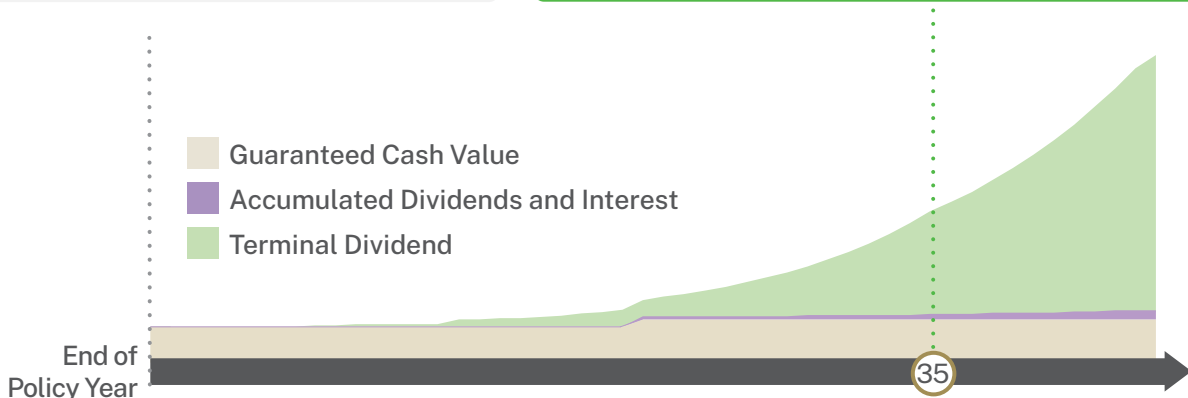 Guaranteed Cash Value
Accumulated Dividends and Interest
Terminal Dividend
End of
Policy Year
35